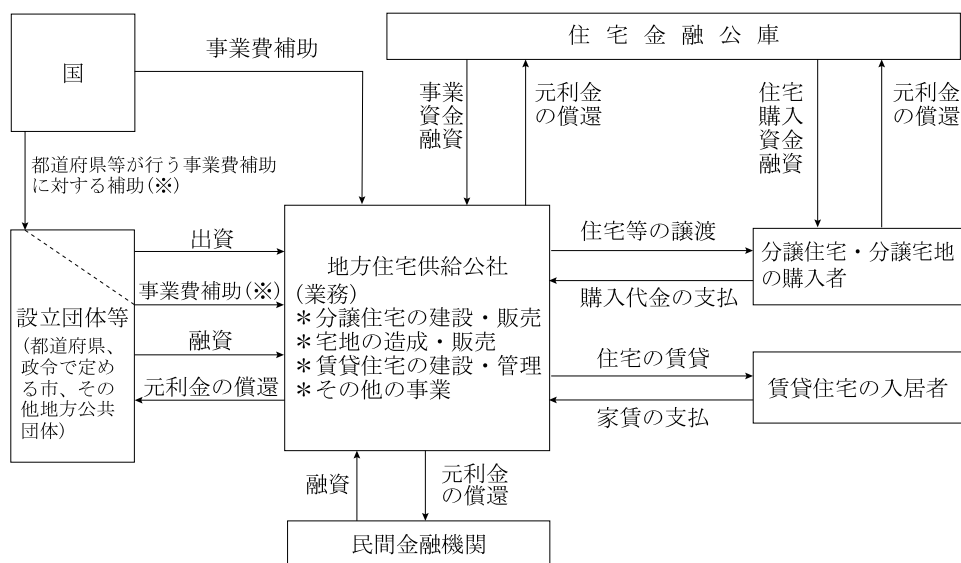 住宅金融公庫
国
事業費補助
事業
資金
融資
元利金
の償還
住宅
購入
資金
融資
元利金
の償還
都道府県等が行う事業費補助
に対する補助(※)
出資
事業費補助(※)
融資
元利金の償還
設立団体等
(都道府県、
政令で定め
る市、その
他地方公共
団体)
地方住宅供給公社
(業務)
＊分譲住宅の建設・販売
＊宅地の造成・販売
＊賃貸住宅の建設・管理
＊その他の事業
住宅等の譲渡
購入代金の支払
分譲住宅・分譲宅地
の購入者
住宅の賃貸
家賃の支払
賃貸住宅の入居者
融資
元利金
の償還
民間金融機関